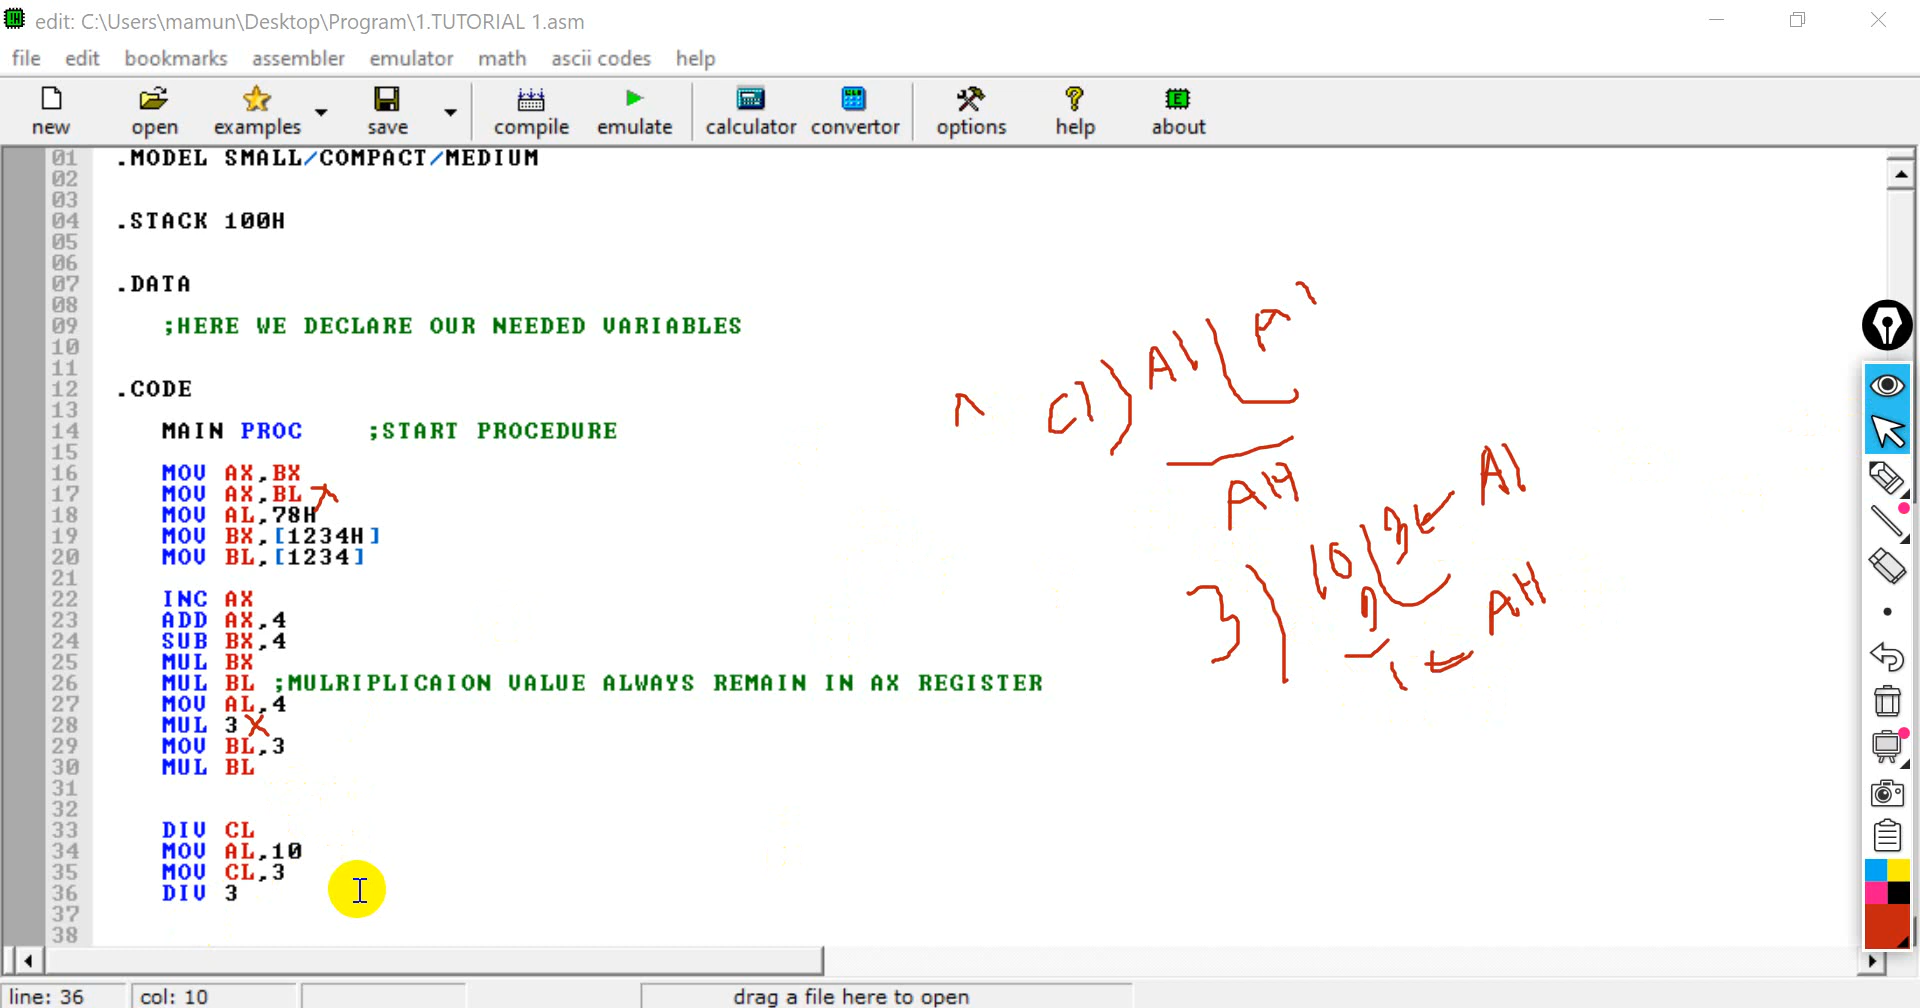 edit: C:\Users\mamun\Desktop\Program\1.TUTORIAL 1.asm
file edit bookmarks assembler emulator math ascii codes help
new open examples save compile emulate calculator convertor options help about
01 .MODEL SMALL/COMPACT/MEDIUM
02
03
04 .STACK 100H
05
06
07 .DATA
08
09 ;HERE WE DECLARE OUR NEEDED VARIABLES
10
11
12 .CODE
13
14 MAIN PROC ;START PROCEDURE
15
16 MOV AX,BX
17 MOV AX,BL
18 MOV AL,78H
19 MOV BX,[1234H]
20 MOV BL,[1234]
21
22 INC AX
23 ADD AX,4
24 SUB BX,4
25 MUL BX
26 MUL BL ;MULRIPLICAION VALUE ALWAYS REMAIN IN AX REGISTER
27 MOV AL,4
28 MUL 3 X
29 MOV BL,3
30 MUL BL
31
32
33 DIV CL
34 MOV AL,10
35 MOV CL,3
36 DIV 3
37
38
Cl) Al
AH
3) 10 ( 3 ← Al
1 ← AH
line: 36 col: 10 drag a file here to open